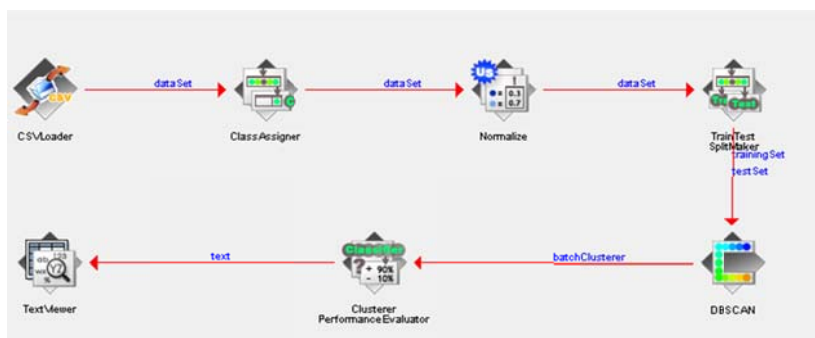 dataSet
dataSet
dataSet
CSVLoader
ClassAssigner
Normalize
TrainTest
SplitMaker
trainingSet
testSet
text
batchClusterer
TextViewer
Clusterer
PerformanceEvaluator
DBSCAN